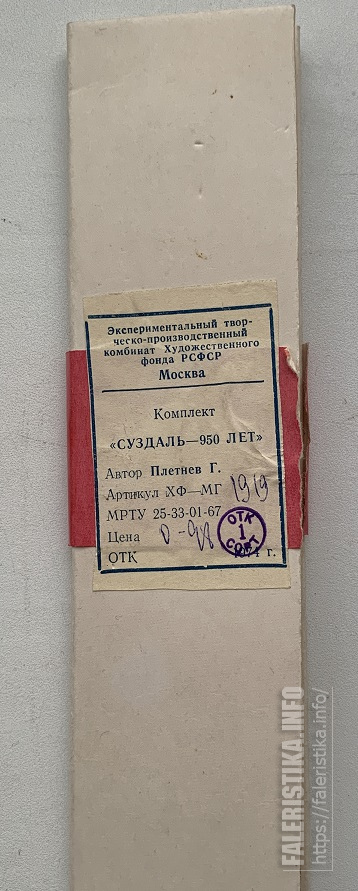 Экспериментальный твор-
ческо-производственный
комбинат Художественного
фонда РСФСР
Москва
Комплект
«СУЗДАЛЬ—950 ЛЕТ»
Автор Плетнев Г.
Артикул ХФ—МГ 1919
МРТУ 25-33-01-67
Цена 0-98
ОТК г.
ОТК
1
СОРТ
FALERISTIKA.INFO
https://faleristika.info/